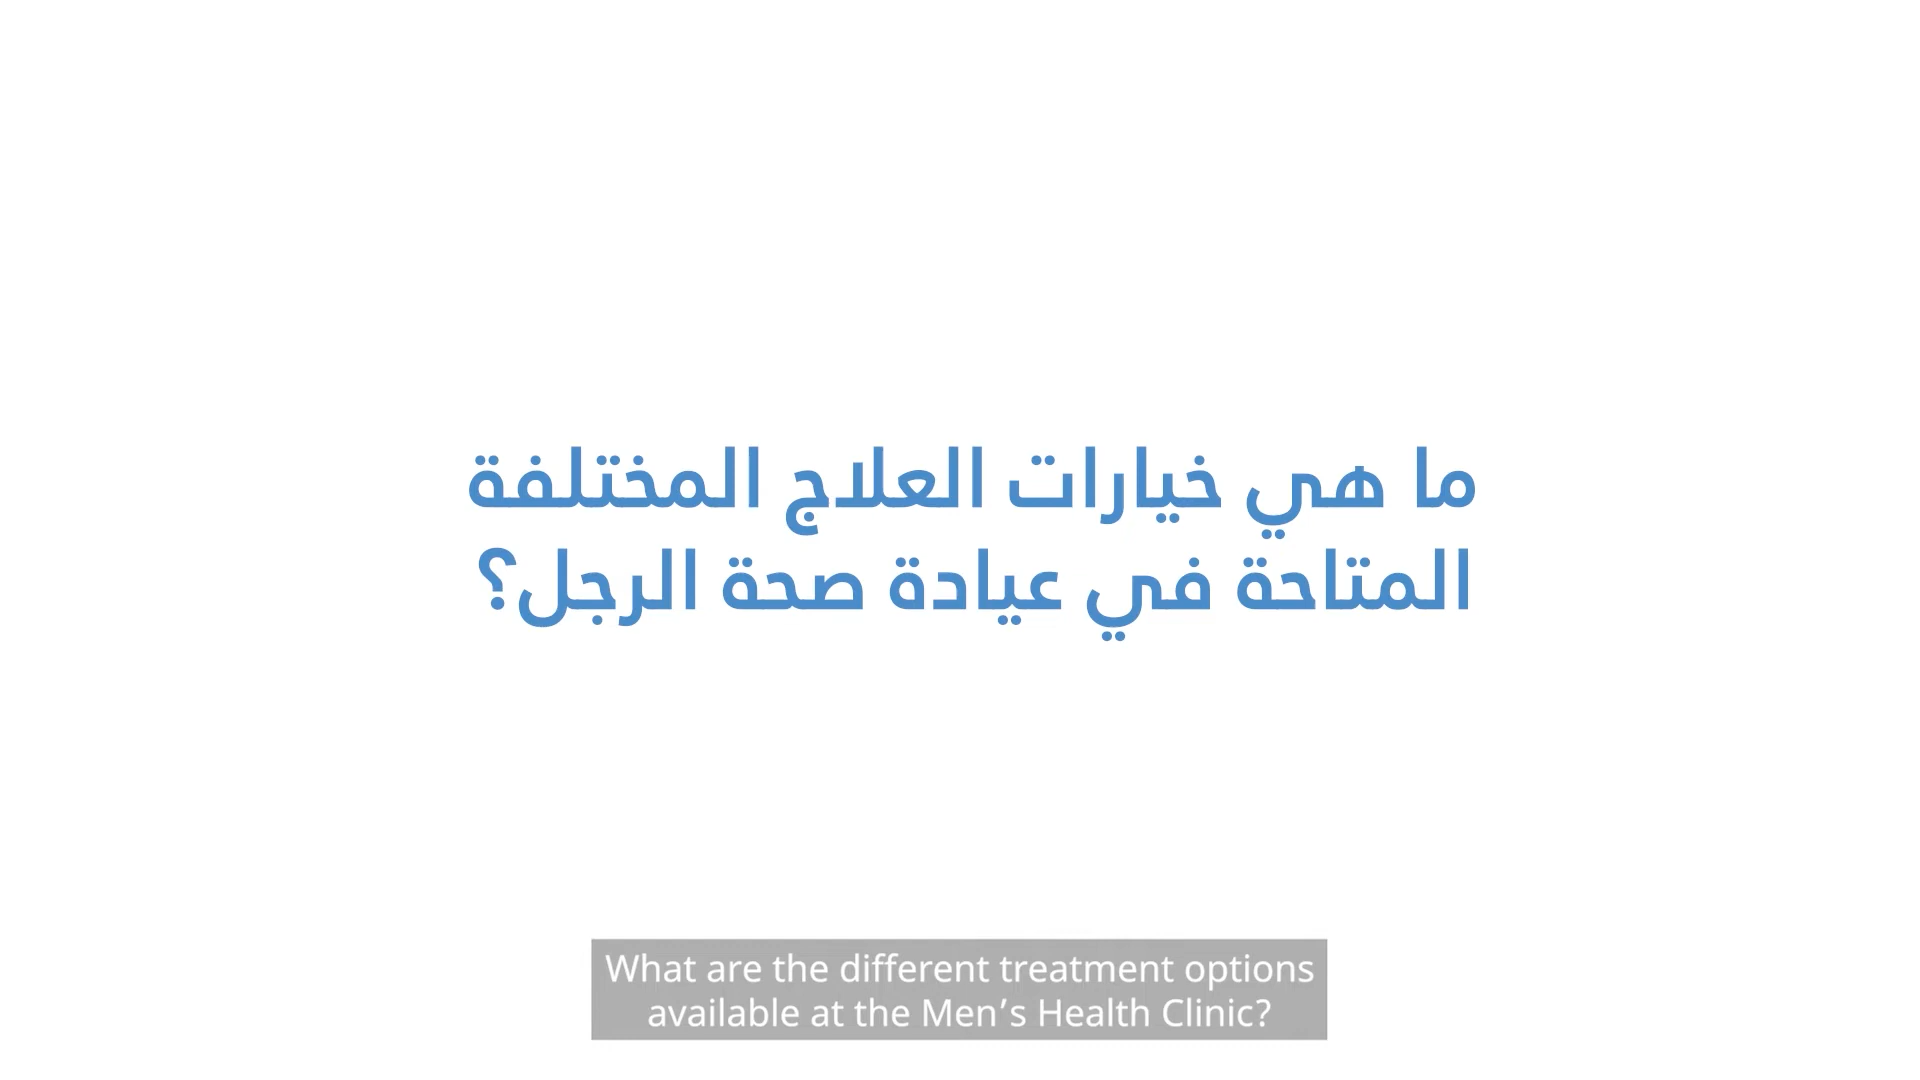 ما هي خيارات العلاج المختلفة
المتاحة في عيادة صحة الرجل؟
What are the different treatment options
available at the Men’s Health Clinic?